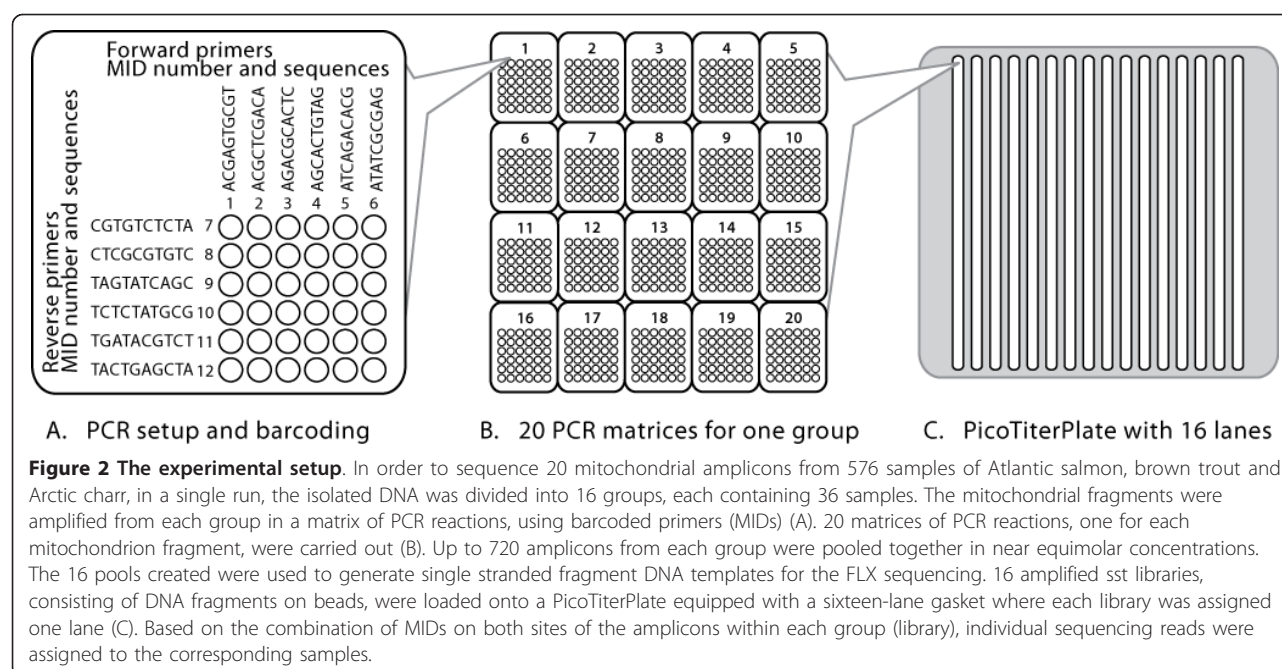 Forward primers
MID number and sequences
Reverse primers
MID number and sequences
ACGAGTGCGT
ACGCTCGACA
AGACGCACTC
AGCACTGTAG
ATCAGACACG
ATATCGCGAG
1 2 3 4 5 6
CGTGTCTCTA 7
CTCGCGTGTC 8
TAGTATCAGC 9
TCTCTATGCG 10
TGATACGTCT 11
TACTGAGCTA 12
1 2 3 4 5
6 7 8 9 10
11 12 13 14 15
16 17 18 19 20
A. PCR setup and barcoding
B. 20 PCR matrices for one group
C. PicoTiterPlate with 16 lanes
Figure 2 The experimental setup. In order to sequence 20 mitochondrial amplicons from 576 samples of Atlantic salmon, brown trout and
Arctic charr, in a single run, the isolated DNA was divided into 16 groups, each containing 36 samples. The mitochondrial fragments were
amplified from each group in a matrix of PCR reactions, using barcoded primers (MIDs) (A). 20 matrices of PCR reactions, one for each
mitochondrion fragment, were carried out (B). Up to 720 amplicons from each group were pooled together in near equimolar concentrations.
The 16 pools created were used to generate single stranded fragment DNA templates for the FLX sequencing. 16 amplified sst libraries,
consisting of DNA fragments on beads, were loaded onto a PicoTiterPlate equipped with a sixteen-lane gasket where each library was assigned
one lane (C). Based on the combination of MIDs on both sites of the amplicons within each group (library), individual sequencing reads were
assigned to the corresponding samples.